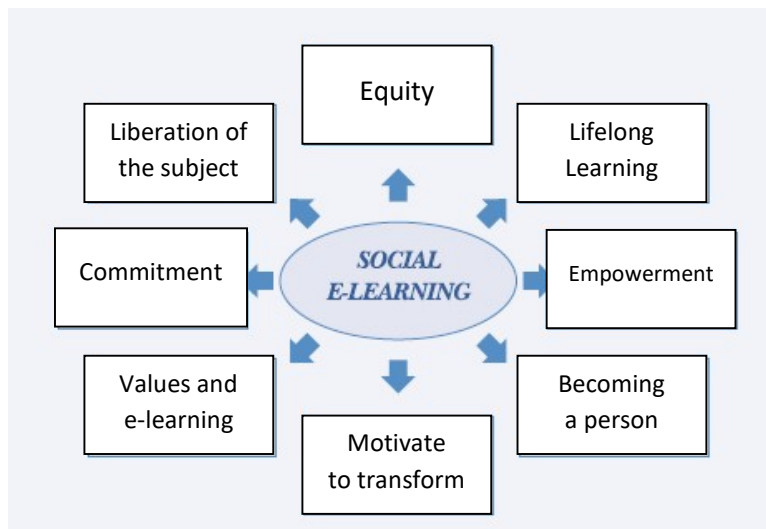 Equity
Liberation of
the subject
Lifelong
Learning
Commitment
SOCIAL
E-LEARNING
Empowerment
Values and
e-learning
Becoming
a person
Motivate
to transform